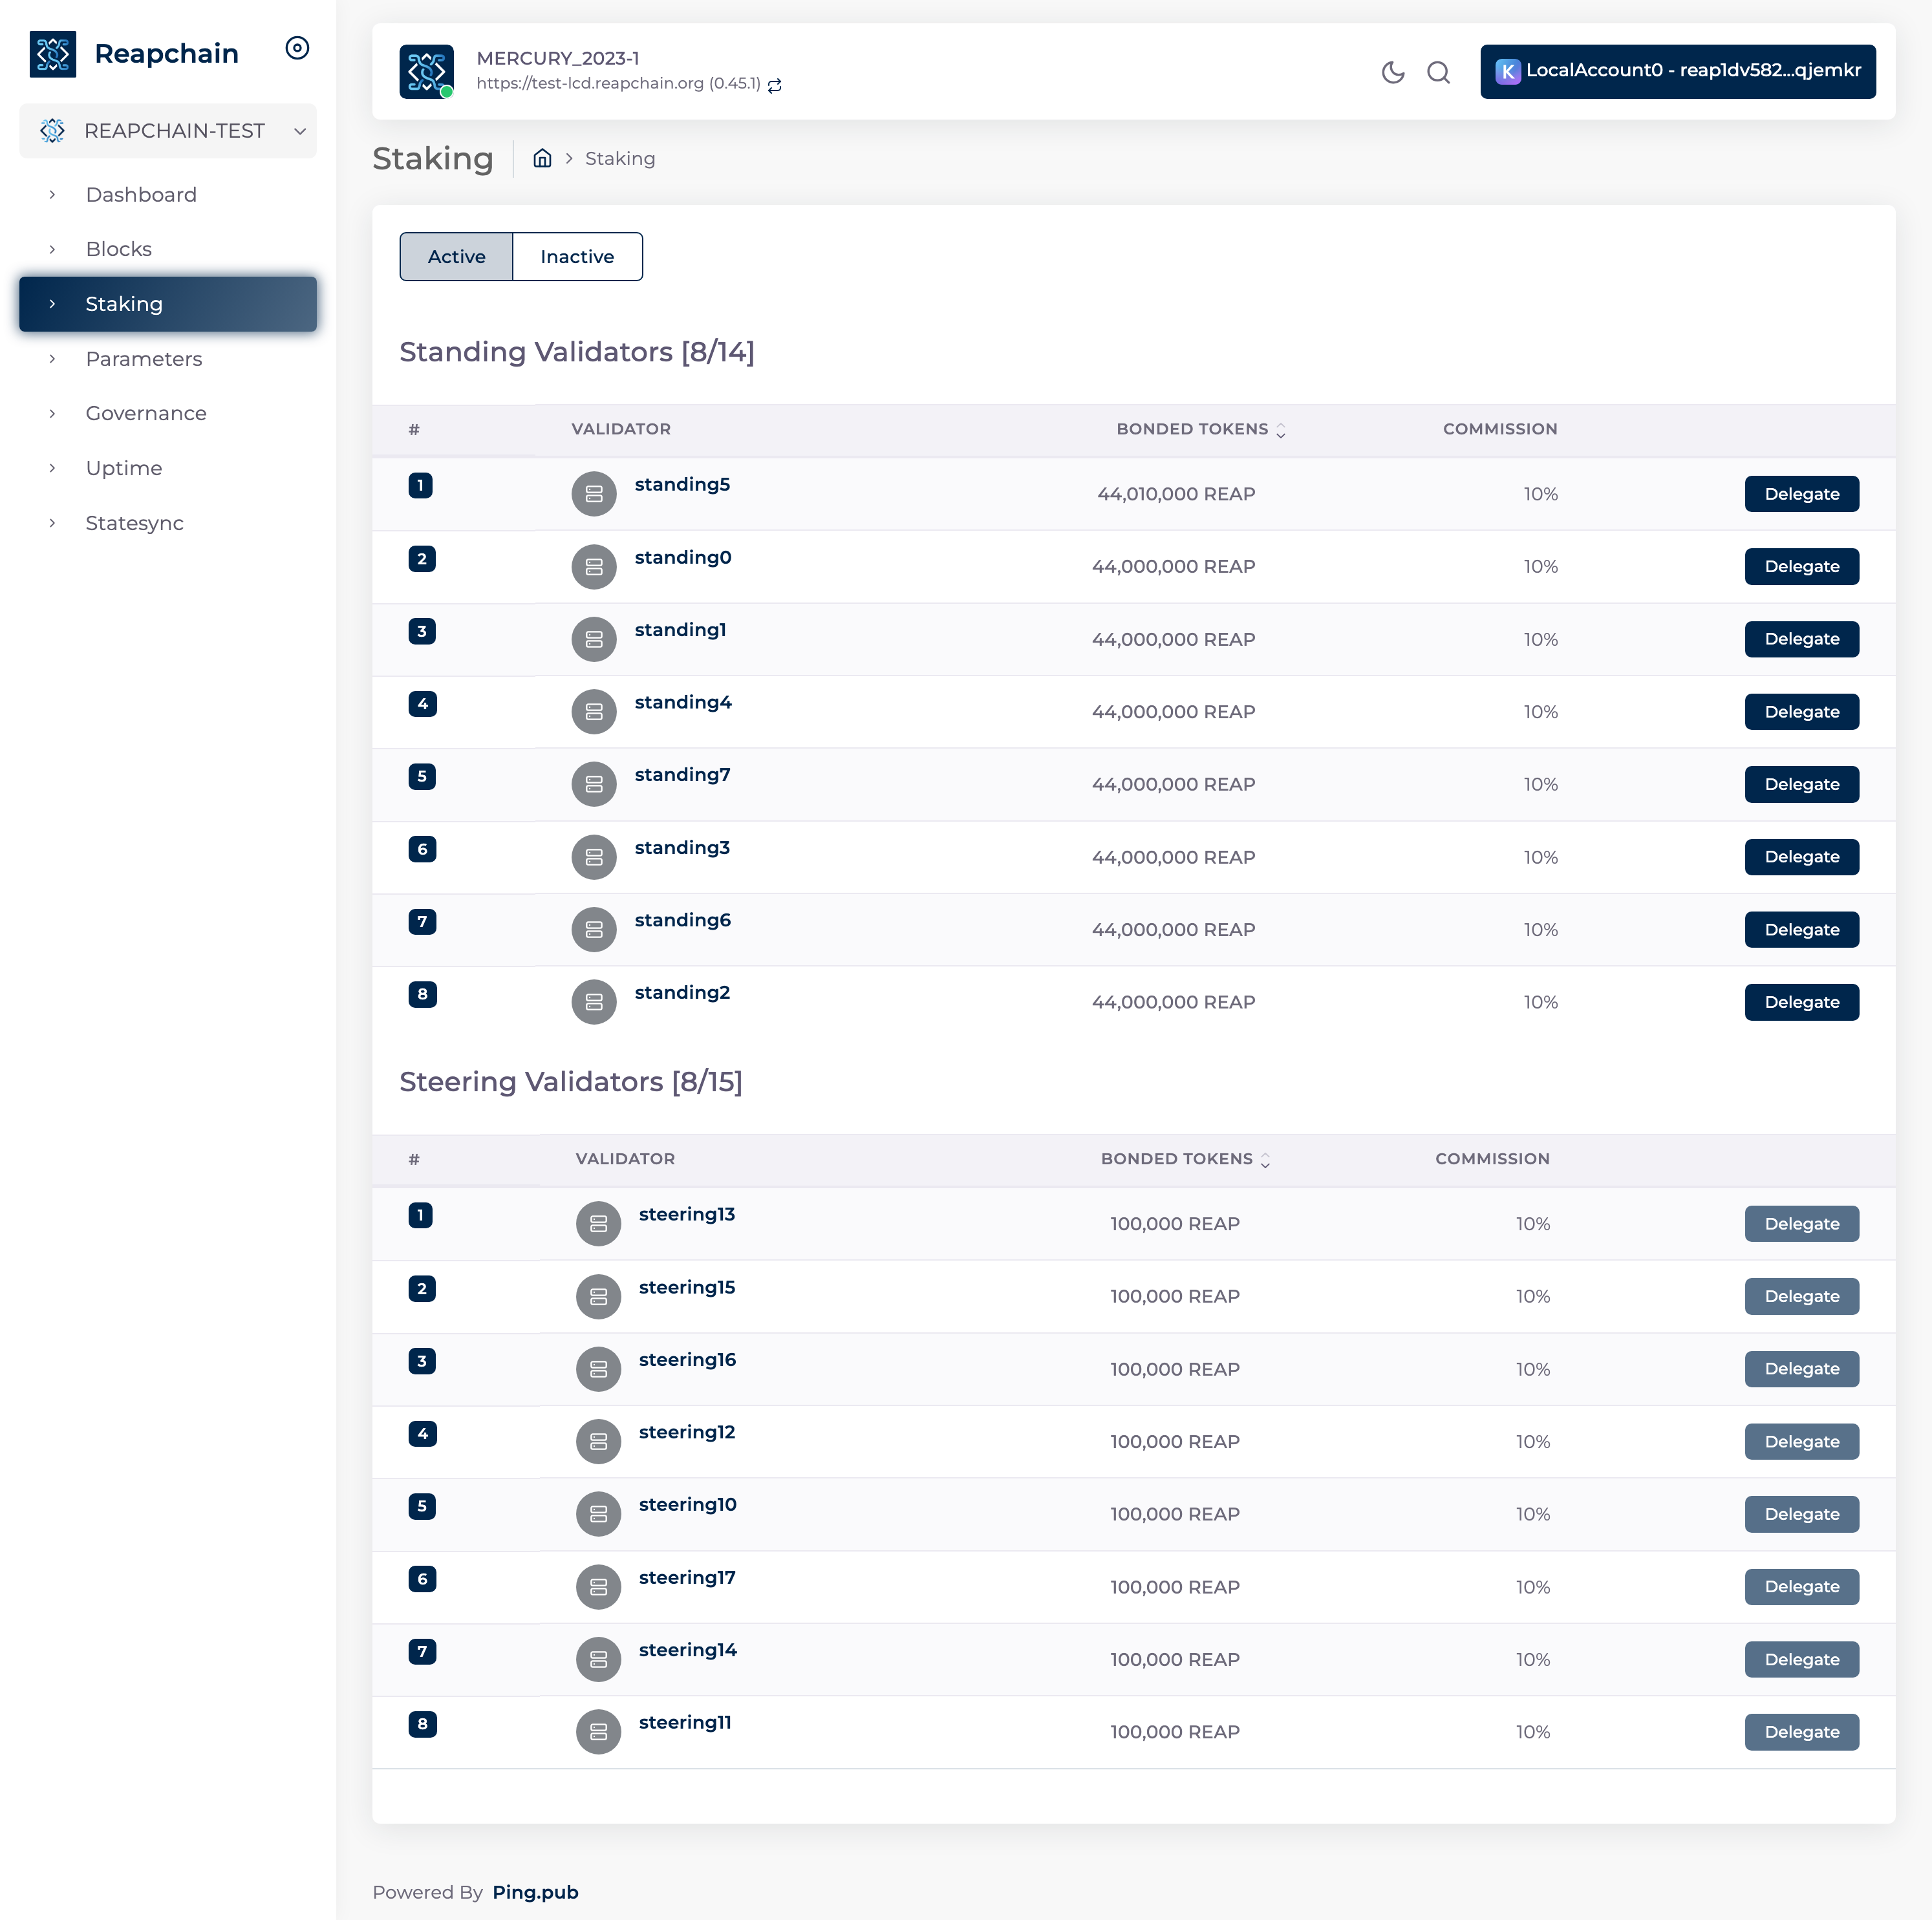 Reapchain
REAPCHAIN-TEST
Dashboard
Blocks
Staking
Parameters
Governance
Uptime
Statesync
MERCURY_2023-1
https://test-lcd.reapchain.org (0.45.1)
K LocalAccount0 - reap1dv582...qjemkr
Staking
Staking
Active Inactive
Standing Validators [8/14]
# VALIDATOR BONDED TOKENS COMMISSION
1 standing5 44,010,000 REAP 10% Delegate
2 standing0 44,000,000 REAP 10% Delegate
3 standing1 44,000,000 REAP 10% Delegate
4 standing4 44,000,000 REAP 10% Delegate
5 standing7 44,000,000 REAP 10% Delegate
6 standing3 44,000,000 REAP 10% Delegate
7 standing6 44,000,000 REAP 10% Delegate
8 standing2 44,000,000 REAP 10% Delegate
Steering Validators [8/15]
# VALIDATOR BONDED TOKENS COMMISSION
1 steering13 100,000 REAP 10% Delegate
2 steering15 100,000 REAP 10% Delegate
3 steering16 100,000 REAP 10% Delegate
4 steering12 100,000 REAP 10% Delegate
5 steering10 100,000 REAP 10% Delegate
6 steering17 100,000 REAP 10% Delegate
7 steering14 100,000 REAP 10% Delegate
8 steering11 100,000 REAP 10% Delegate
Powered By Ping.pub